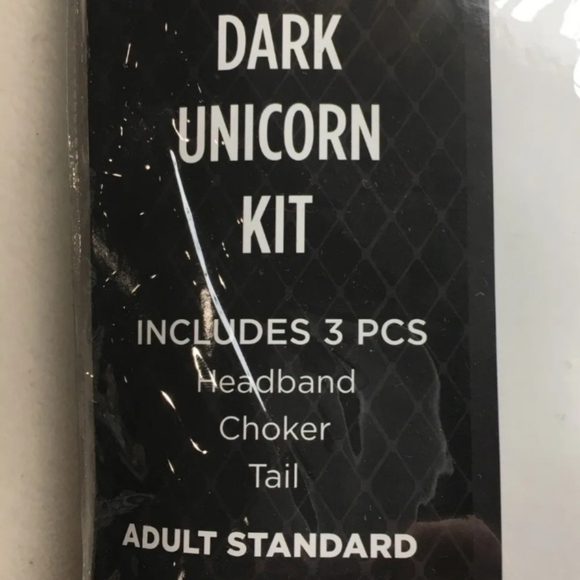 DARK
UNICORN
KIT
INCLUDES 3 PCS
Headband
Choker
Tail
ADULT STANDARD